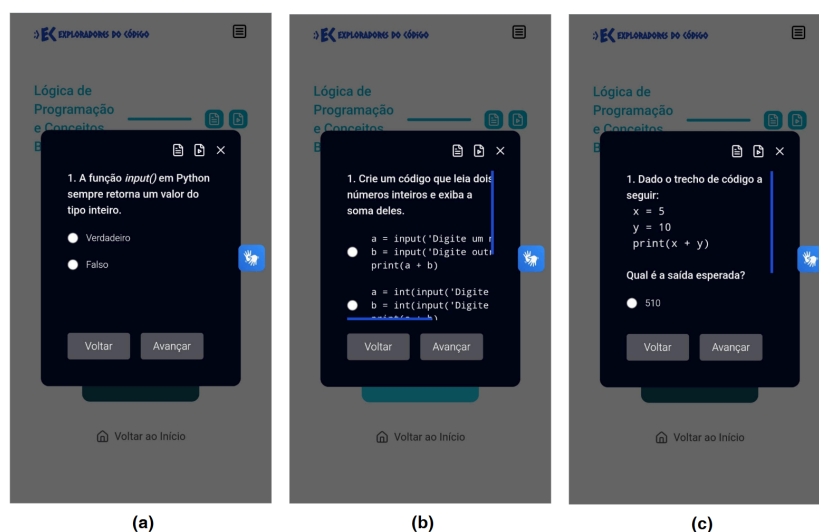 :) EK EXPLORADORES DO CÓDIGO
Lógica de
Programação
e Conceitos
B
1. A função input() em Python
sempre retorna um valor do
tipo inteiro.
Verdadeiro
Falso
Voltar
Avançar
Voltar ao Início
(a)
:) EK EXPLORADORES DO CÓDIGO
Lógica de
Programação
e Conceitos
B
1. Crie um código que leia dois
números inteiros e exiba a
soma deles.
a = input('Digite um
b = input('Digite
print(a + b)
a = int(input('Digite
b = int(input('Digite
print(a + b)
Voltar
Avançar
Voltar ao Início
(b)
:) EK EXPLORADORES DO CÓDIGO
Lógica de
Programação
e Conceitos
B
1. Dado o trecho de código a
seguir:
x = 5
y = 10
print(x + y)
Qual é a saída esperada?
510
Voltar
Avançar
Voltar ao Início
(c)